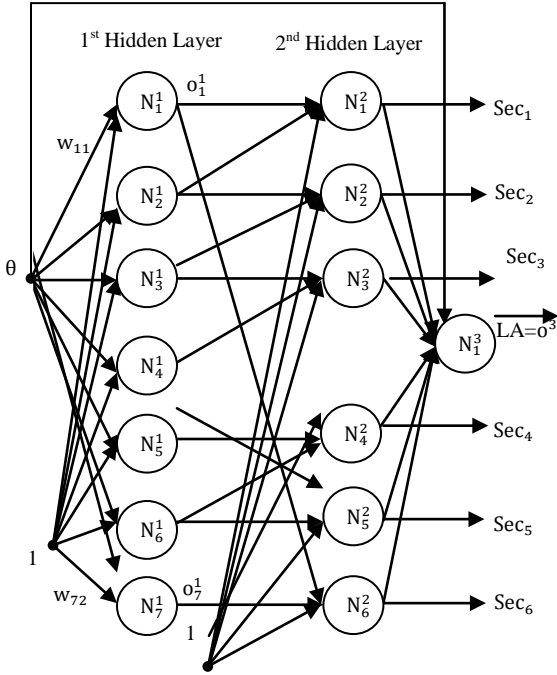 1st Hidden Layer
2nd Hidden Layer
N₁¹
o₁¹
N₁²
Sec₁
w₁₁
N₂¹
N₂²
Sec₂
θ
N₃¹
N₃²
Sec₃
N₁³
LA=o³
N₄¹
N₄²
Sec₄
N₅¹
N₅²
Sec₅
1
N₆¹
w₇₂
N₇¹
o₇¹
1
N₆²
Sec₆